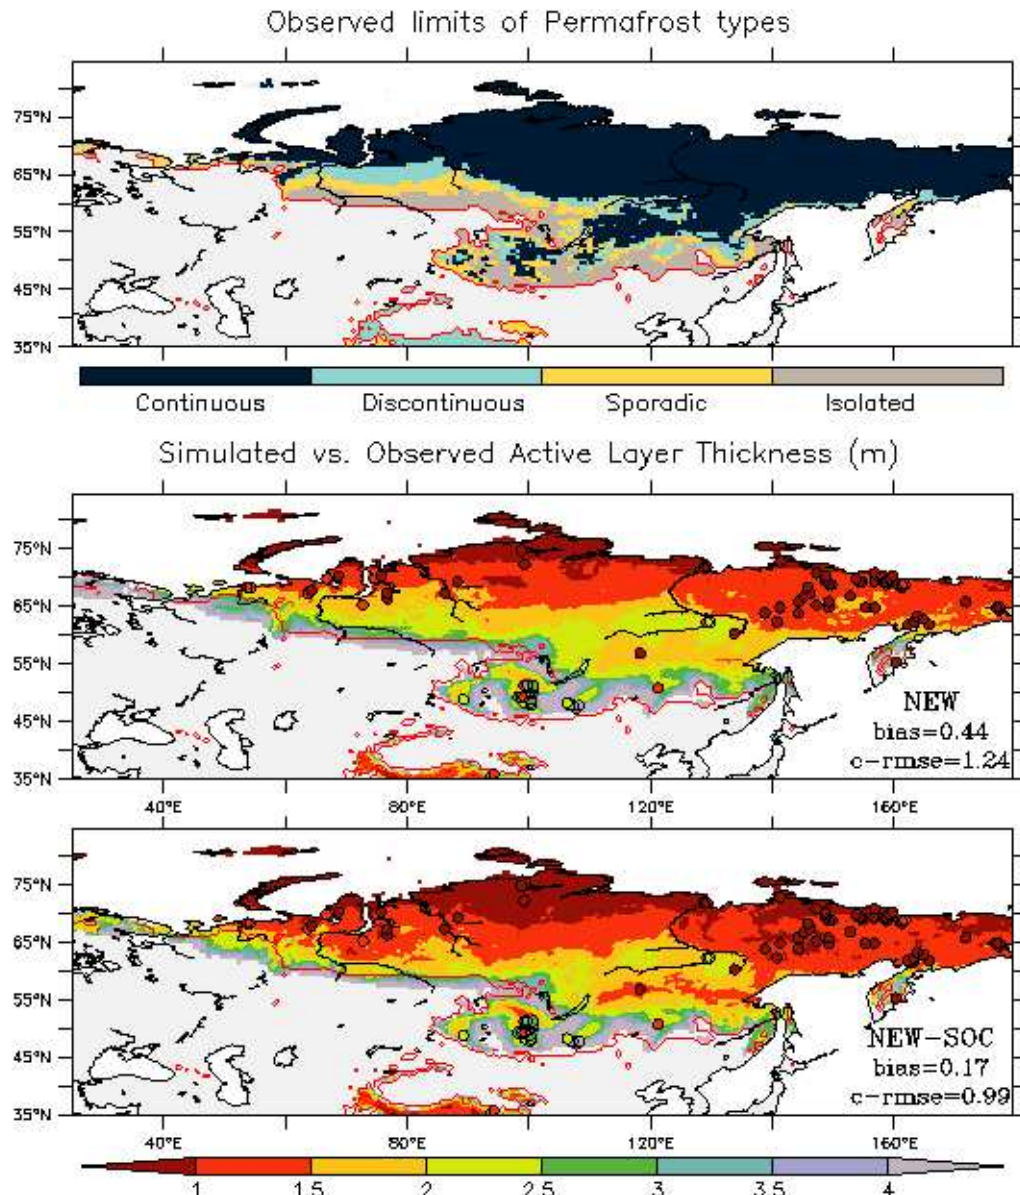 Observed limits of Permafrost types
75°N
65°N
55°N
45°N
35°N
Continuous Discontinuous Sporadic Isolated
Simulated vs. Observed Active Layer Thickness (m)
75°N
65°N
55°N
45°N
35°N
NEW
bias=0.44
c-rmse=1.24
40°E 80°E 120°E 160°E
75°N
65°N
55°N
45°N
35°N
NEW-SOC
bias=0.17
c-rmse=0.99
40°E 80°E 120°E 160°E
1 1.5 2 2.5 3 3.5 4